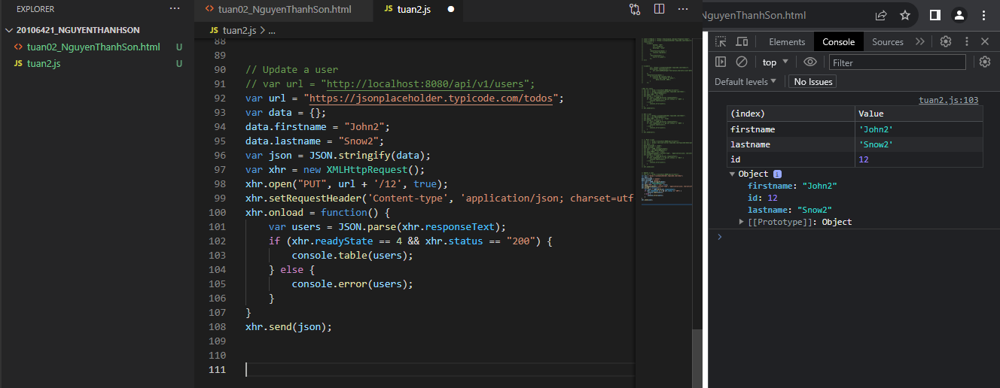 EXPLORER
20106421_NGUYENTHANHSON
tuan02_NguyenThanhSon.html U
JS tuan2.js U
tuan02_NguyenThanhSon.html
JS tuan2.js
JS tuan2.js > ...
88
89
90 // Update a user
91 // var url = "http://localhost:8080/api/v1/users";
92 var url = "https://jsonplaceholder.typicode.com/todos";
93 var data = {};
94 data.firstname = "John2";
95 data.lastname = "Snow2";
96 var json = JSON.stringify(data);
97 var xhr = new XMLHttpRequest();
98 xhr.open("PUT", url + '/12', true);
99 xhr.setRequestHeader('Content-type', 'application/json; charset=utf
100 xhr.onload = function() {
101 var users = JSON.parse(xhr.responseText);
102 if (xhr.readyState == 4 && xhr.status == "200") {
103 console.table(users);
104 } else {
105 console.error(users);
106 }
107 }
108 xhr.send(json);
109
110
111
NguyenThanhSon.html
Elements Console Sources
top Filter
Default levels No Issues
tuan2.js:103
(index) Value
firstname 'John2'
lastname 'Snow2'
id 12
Object i
firstname: "John2"
id: 12
lastname: "Snow2"
[[Prototype]]: Object